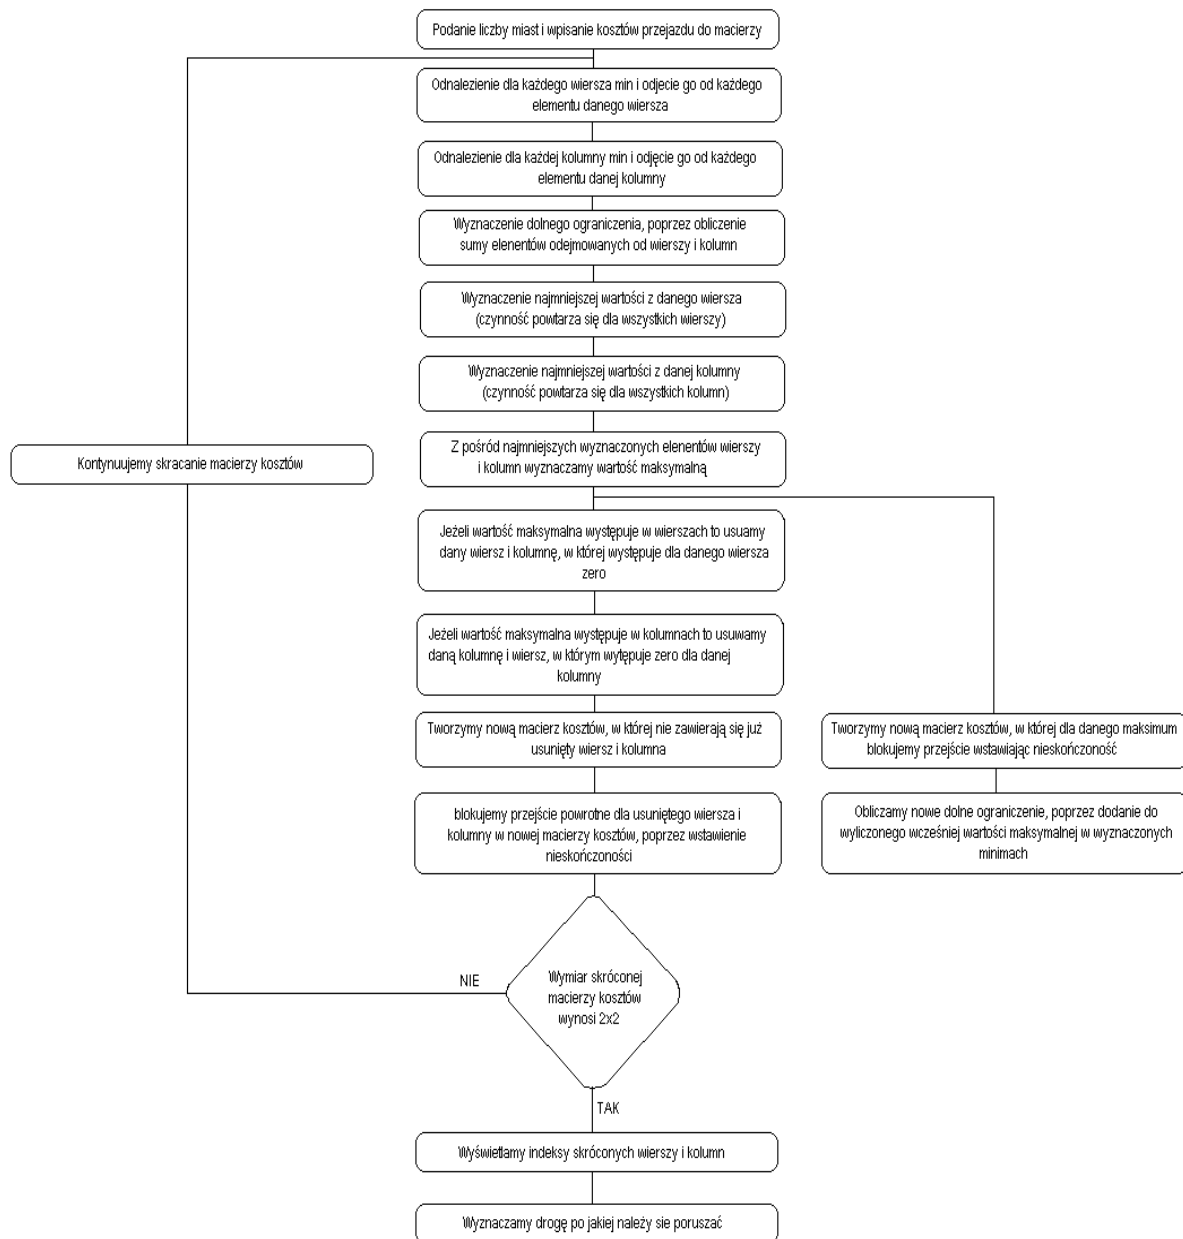 Podanie liczby miast i wpisanie kosztów przejazdu do macierzy
Odnalezienie dla każdego wiersza min i odjecie go od każdego
elementu danego wiersza
Odnalezienie dla każdej kolumny min i odjęcie go od każdego
elementu danej kolumny
Wyznaczenie dolnego ograniczenia, poprzez obliczenie
sumy elenentów odejmowanych od wierszy i kolumn
Wyznaczenie najmniejszej wartości z danego wiersza
(czynność powtarza się dla wszystkich wierszy)
Wyznaczenie najmniejszej wartości z danej kolumny
(czynność powtarza się dla wszystkich kolumn)
Z pośród najmniejszych wyznaczonych elenentów wierszy
i kolumn wyznaczamy wartość maksymalną
Kontynuujemy skracanie macierzy kosztów
Jeżeli wartość maksymalna występuje w wierszach to usuamy
dany wiersz i kolumnę, w której występuje dla danego wiersza
zero
Jeżeli wartość maksymalna występuje w kolumnach to usuwamy
daną kolumnę i wiersz, w którym wytępuje zero dla danej
kolumny
Tworzymy nową macierz kosztów, w której nie zawierają się już
usunięty wiersz i kolumna
Tworzymy nową macierz kosztów, w której dla danego maksimum
blokujemy przejście wstawiając nieskończoność
blokujemy przejście powrotne dla usuniętego wiersza i
kolumny w nowej macierzy kosztów, poprzez wstawienie
nieskończoności
Obliczamy nowe dolne ograniczenie, poprzez dodanie do
wyliczonego wcześniej wartości maksymalnej w wyznaczonych
minimach
NIE
Wymiar skróconej
macierzy kosztów
wynosi 2x2
TAK
Wyświetlamy indeksy skróconych wierszy i kolumn
Wyznaczamy drogę po jakiej należy sie poruszać